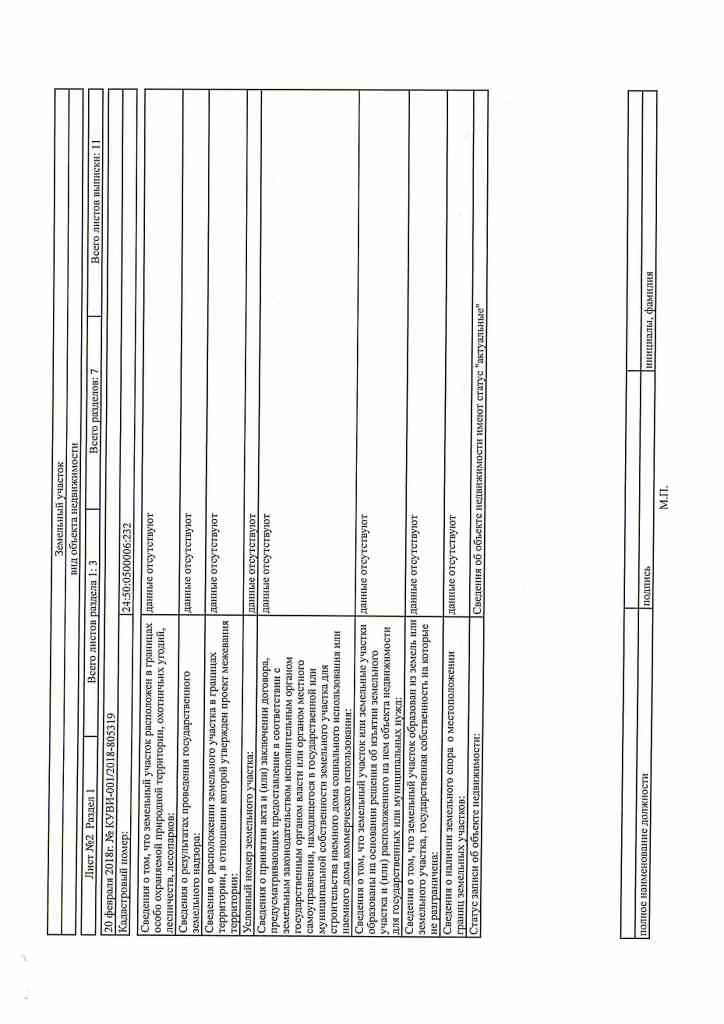 Земельный участок
вид объекта недвижимости
Лист №2 Раздел 1 Всего листов раздела 1: 3 Всего разделов: 7 Всего листов выписки: 11
20 февраля 2018г. № КУВИ-001/2018-805319
Кадастровый номер: 24:50:0500006:232
Сведения о том, что земельный участок расположен в границах данные отсутствуют
особо охраняемой природной территории, охотничьих угодий,
лесничеств, лесопарков:
Сведения о результатах проведения государственного данные отсутствуют
земельного надзора:
Сведения о расположении земельного участка в границах данные отсутствуют
территории, в отношении которой утвержден проект межевания
территории:
Условный номер земельного участка: данные отсутствуют
Сведения о принятии акта и (или) заключении договора, данные отсутствуют
предусматривающих предоставление в соответствии с
земельным законодательством исполнительным органом
государственным органом власти или органом местного
самоуправления, находящегося в государственной или
муниципальной собственности земельного участка для
строительства наемного дома социального использования или
наемного дома коммерческого использования:
Сведения о том, что земельный участок или земельные участки данные отсутствуют
образованы на основании решения об изъятии земельного
участка и (или) расположенного на нем объекта недвижимости
для государственных или муниципальных нужд:
Сведения о том, что земельный участок образован из земель или данные отсутствуют
земельного участка, государственная собственность на которые
не разграничена:
Сведения о наличии земельного спора о местоположении данные отсутствуют
границ земельных участков:
Статус записи об объекте недвижимости: Сведения об объекте недвижимости имеют статус "актуальные"
полное наименование должности подпись инициалы, фамилия
М.П.